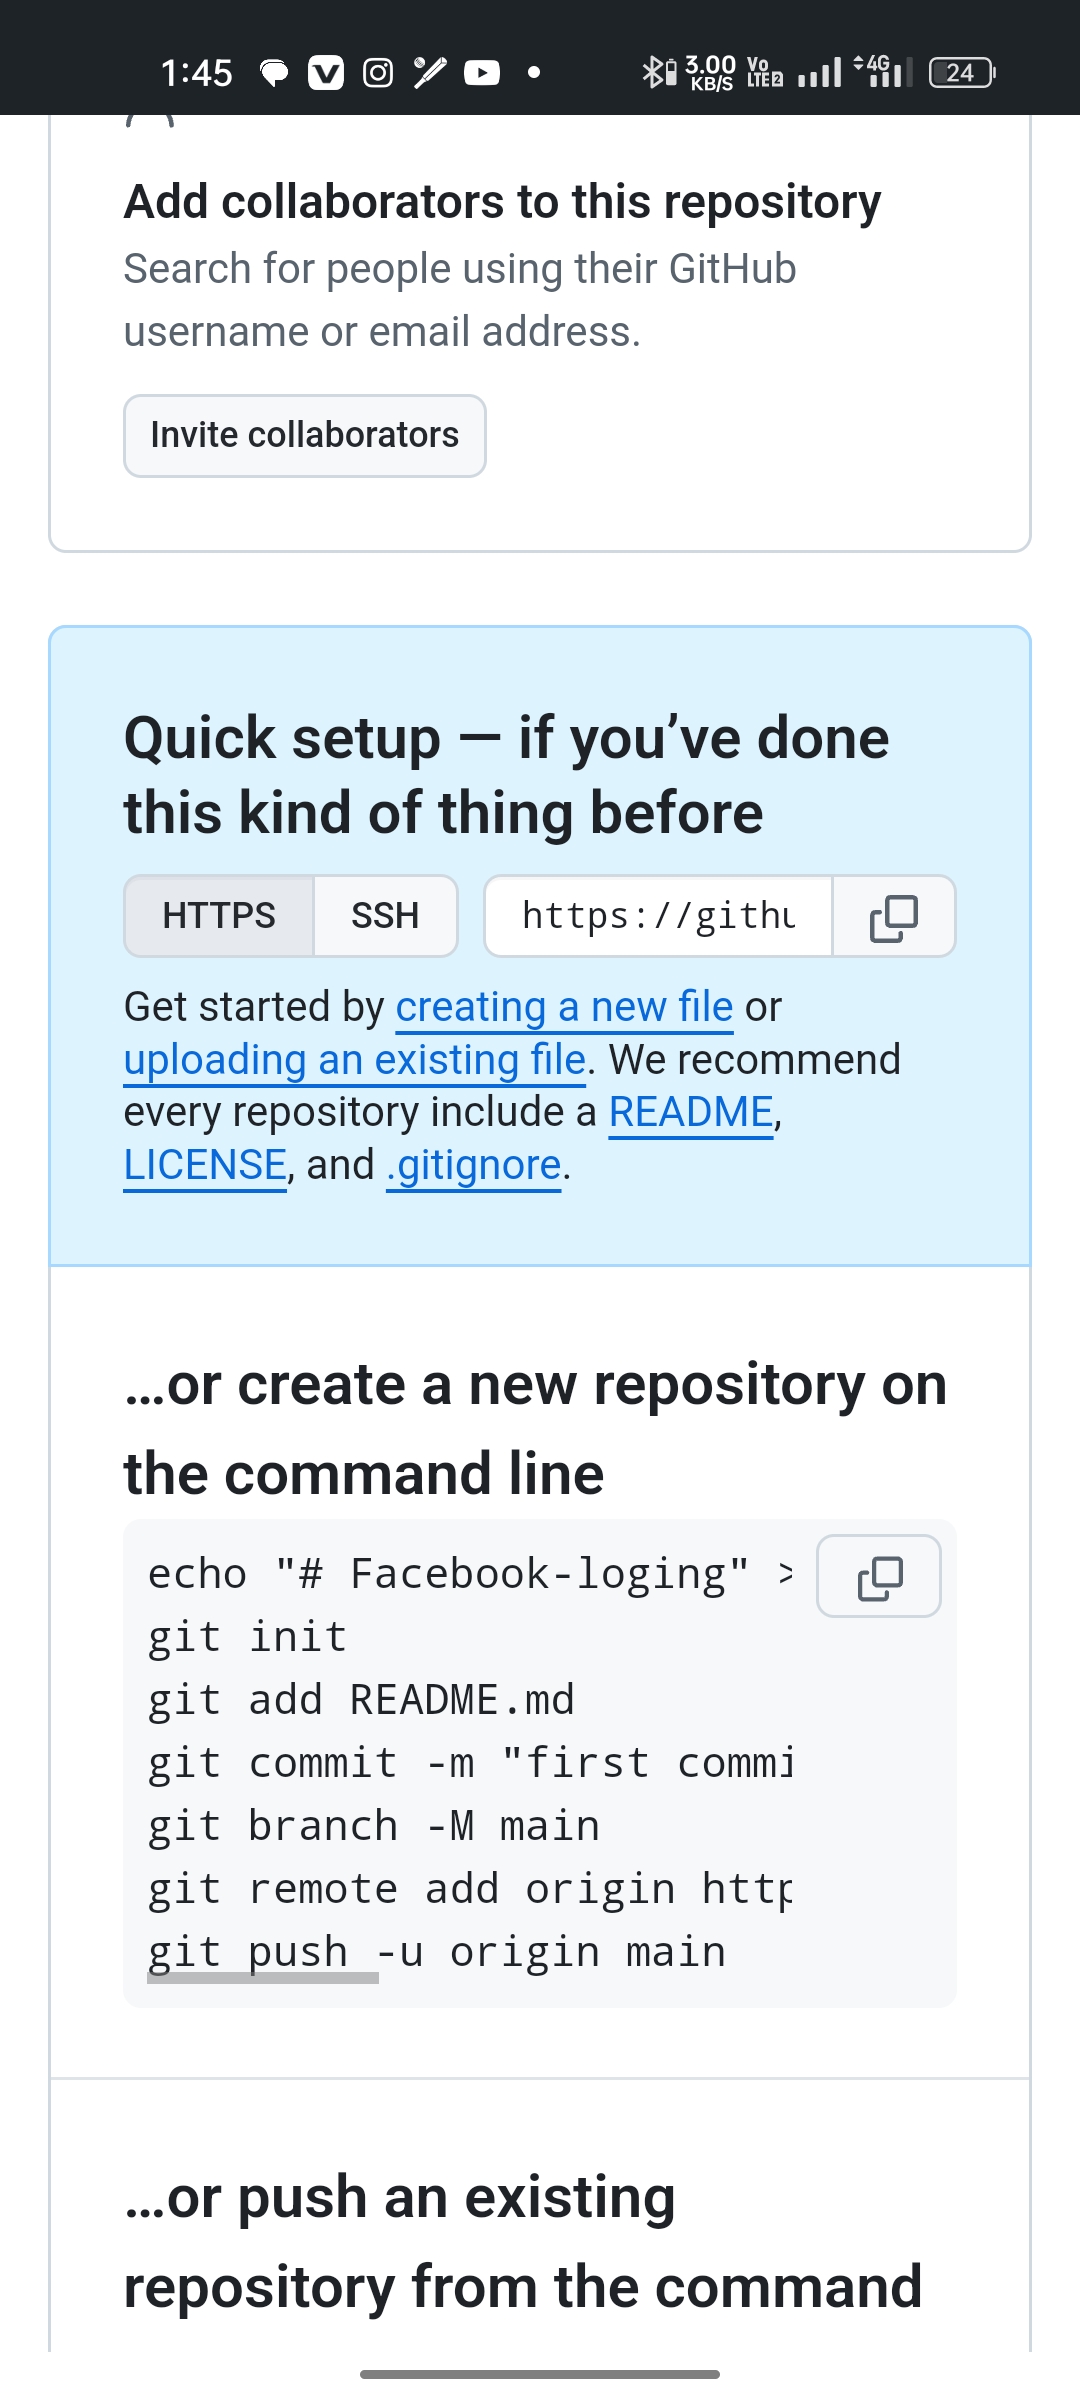 1:45 3.00 KB/S Vo LTE 2 4G 24
Add collaborators to this repository
Search for people using their GitHub
username or email address.
Invite collaborators
Quick setup — if you’ve done
this kind of thing before
HTTPS SSH https://githu
Get started by creating a new file or
uploading an existing file. We recommend
every repository include a README,
LICENSE, and .gitignore.
…or create a new repository on
the command line
echo "# Facebook-loging" >
git init
git add README.md
git commit -m "first commi
git branch -M main
git remote add origin http
git push -u origin main
…or push an existing
repository from the command